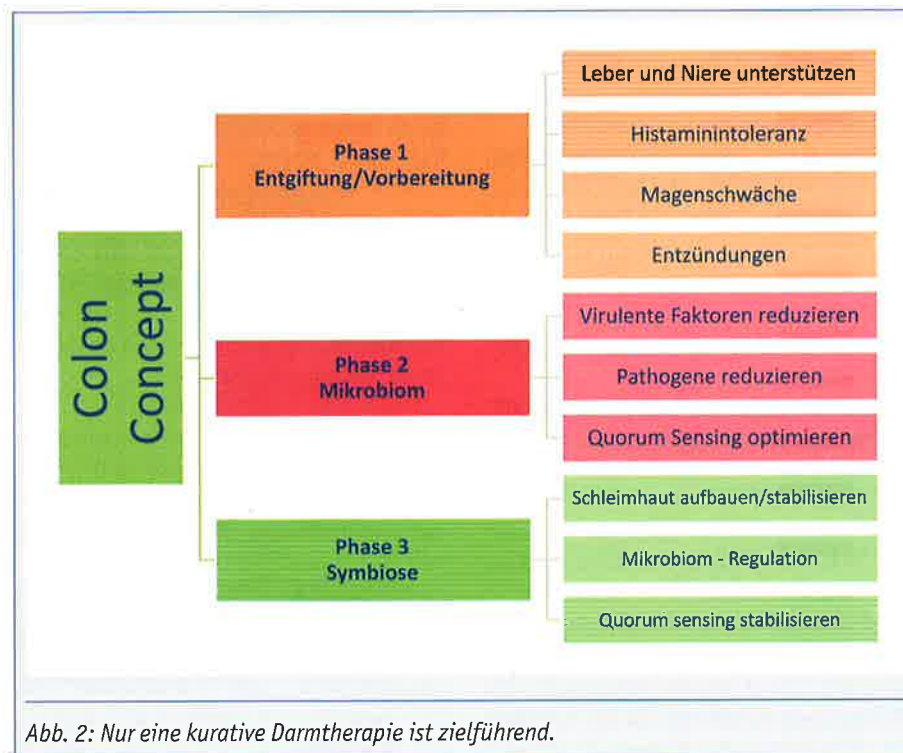 Colon
Concept
Phase 1
Entgiftung/Vorbereitung
Leber und Niere unterstützen
Histaminintoleranz
Magenschwäche
Entzündungen
Phase 2
Mikrobiom
Virulente Faktoren reduzieren
Pathogene reduzieren
Quorum Sensing optimieren
Phase 3
Symbiose
Schleimhaut aufbauen/stabilisieren
Mikrobiom - Regulation
Quorum sensing stabilisieren
Abb. 2: Nur eine kurative Darmtherapie ist zielführend.